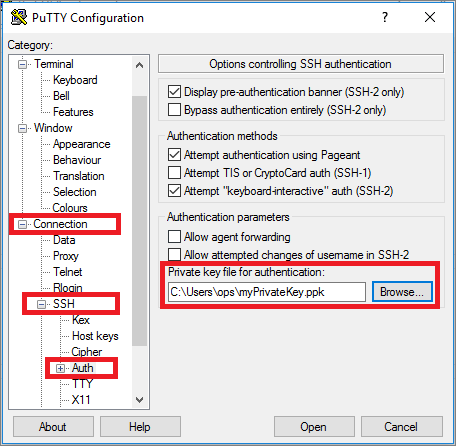 PuTTY Configuration
Category:
Terminal
Keyboard
Bell
Features
Window
Appearance
Behaviour
Translation
Selection
Colours
Connection
Data
Proxy
Telnet
Rlogin
SSH
Kex
Host keys
Cipher
Auth
TTY
X11
Options controlling SSH authentication
Display pre-authentication banner (SSH-2 only)
Bypass authentication entirely (SSH-2 only)
Authentication methods
Attempt authentication using Pageant
Attempt TIS or CryptoCard auth (SSH-1)
Attempt "keyboard-interactive" auth (SSH-2)
Authentication parameters
Allow agent forwarding
Allow attempted changes of username in SSH-2
Private key file for authentication:
C:\Users\ops\myPrivateKey.ppk
Browse...
About
Help
Open
Cancel